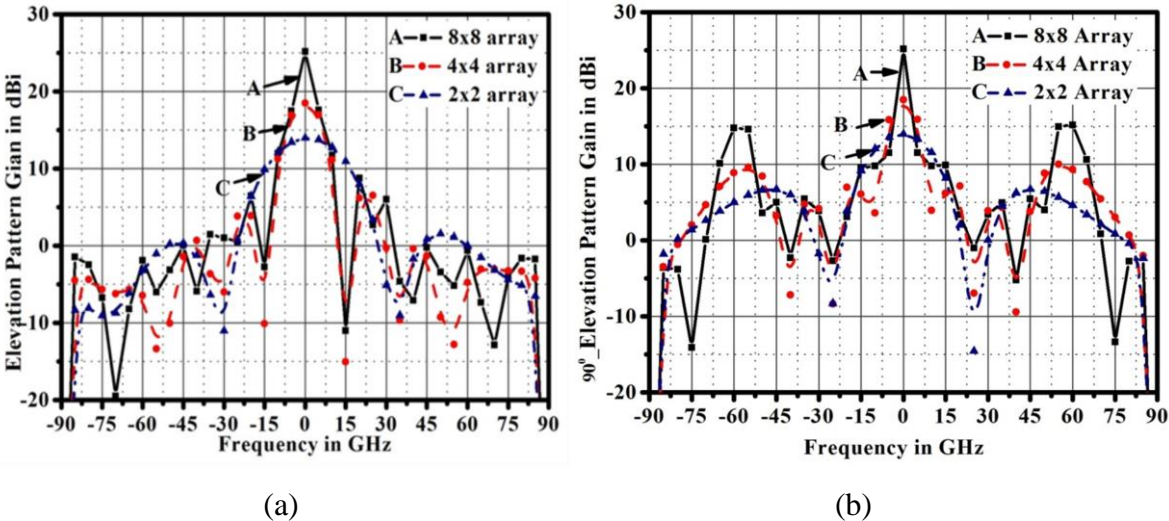 (a)
A 8x8 array
B 4x4 array
C 2x2 array
A
B
C
Elevation Pattern Gian in dBi
30
20
10
0
-10
-20
-90 -75 -60 -45 -30 -15 0 15 30 45 60 75 90
Frequency in GHz
(a)
(b)
A 8x8 Array
B 4x4 Array
C 2x2 Array
A
B
C
90⁰_Elevation Pattern Gain in dBi
30
20
10
0
-10
-20
-90 -75 -60 -45 -30 -15 0 15 30 45 60 75 90
Frequency in GHz
(b)